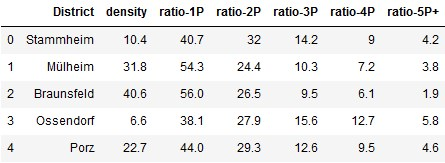 District density ratio-1P ratio-2P ratio-3P ratio-4P ratio-5P+
0 Stammheim 10.4 40.7 32 14.2 9 4.2
1 Mülheim 31.8 54.3 24.4 10.3 7.2 3.8
2 Braunsfeld 40.6 56.0 26.5 9.5 6.1 1.9
3 Ossendorf 6.6 38.1 27.9 15.6 12.7 5.8
4 Porz 22.7 44.0 29.3 12.6 9.5 4.6